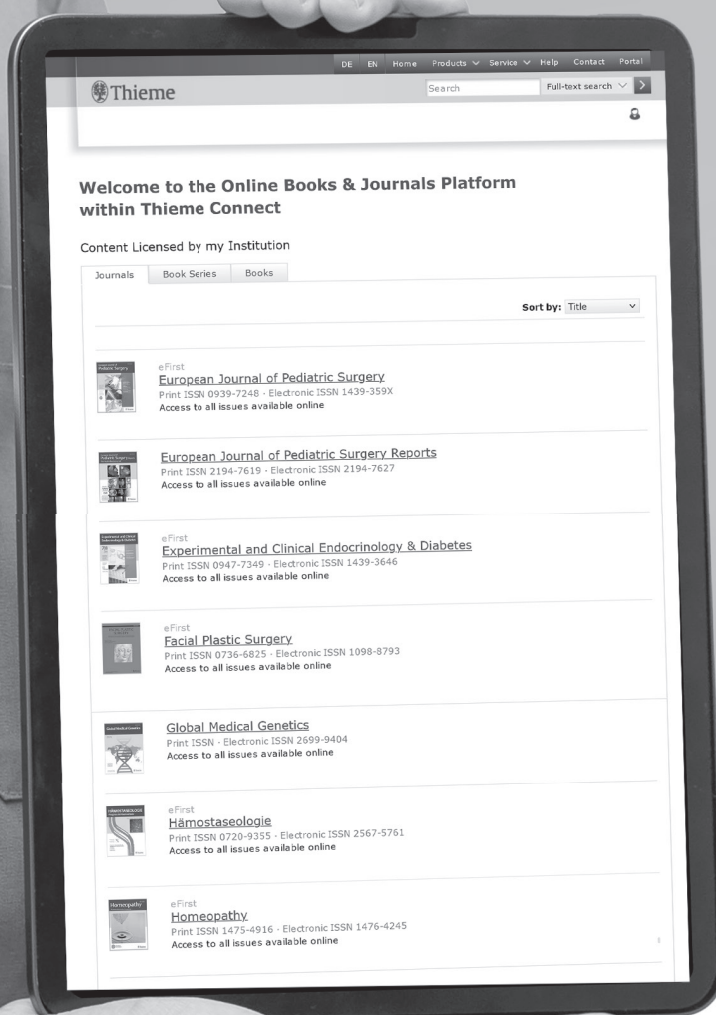 DE EN Home Products Service Help Contact Portal
Thieme
Search Full-text search
Welcome to the Online Books & Journals Platform
within Thieme Connect
Content Licensed by my Institution
Journals Book Series Books
Sort by: Title
Pediatric Surgery
eFirst
European Journal of Pediatric Surgery
Print ISSN 0939-7248 · Electronic ISSN 1439-359X
Access to all issues available online
European Journal of Pediatric Surgery Reports
Print ISSN 2194-7619 · Electronic ISSN 2194-7627
Access to all issues available online
eFirst
Experimental and Clinical Endocrinology & Diabetes
Print ISSN 0947-7349 · Electronic ISSN 1439-3646
Access to all issues available online
eFirst
Facial Plastic Surgery
Print ISSN 0736-6825 · Electronic ISSN 1098-8793
Access to all issues available online
Global Medical Genetics
Global Medical Genetics
Print ISSN · Electronic ISSN 2699-9404
Access to all issues available online
HÄMOSTASEOLOGIE
eFirst
Hämostaseologie
Print ISSN 0720-9355 · Electronic ISSN 2567-5761
Access to all issues available online
Homeopathy
eFirst
Homeopathy
Print ISSN 1475-4916 · Electronic ISSN 1476-4245
Access to all issues available online